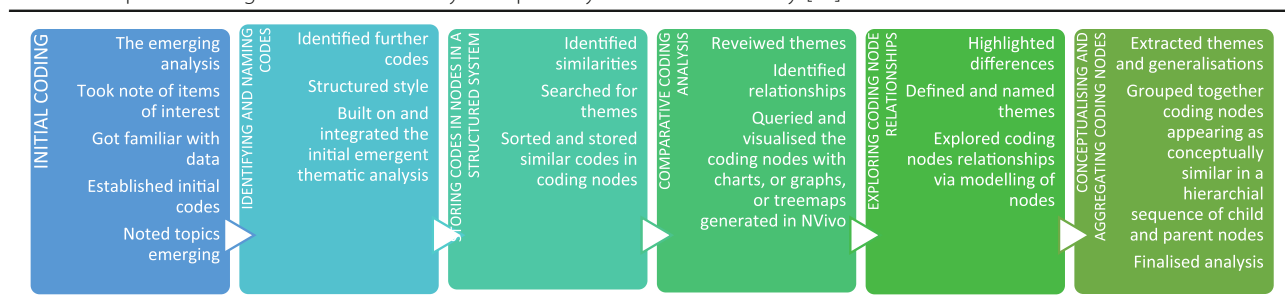 INITIAL CODING
The emerging
analysis
Took note of items
of interest
Got familiar with
data
Established initial
codes
Noted topics
emerging
IDENTIFYING AND NAMING
CODES
Identified further
codes
Structured style
Built on and
integrated the
initial emergent
thematic analysis
STORING CODES IN NODES IN A
STRUCTURED SYSTEM
Identified
similarities
Searched for
themes
Sorted and stored
similar codes in
coding nodes
COMPARATIVE CODING
ANALYSIS
Reveiwed themes
Identified
relationships
Queried and
visualised the
coding nodes with
charts, or graphs,
or treemaps
generated in NVivo
EXPLORING CODING NODE
RELATIONSHIPS
Highlighted
differences
Defined and named
themes
Explored coding
nodes relationships
via modelling of
nodes
CONCEPTUALISING AND
AGGREGATING CODING NODES
Extracted themes
and generalisations
Grouped together
coding nodes
appearing as
conceptually
similar in a
hierarchial
sequence of child
and parent nodes
Finalised analysis